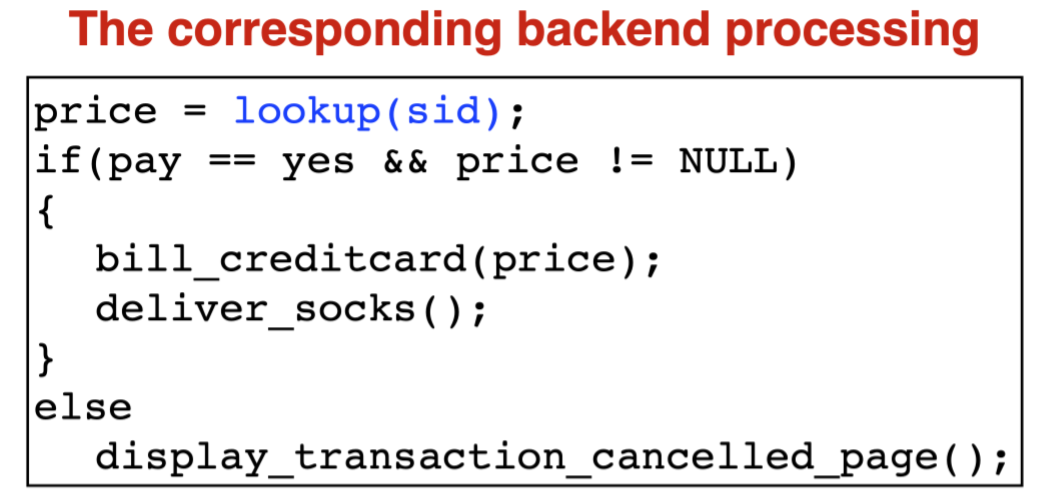 The corresponding backend processing
price = lookup(sid);
if(pay == yes && price != NULL)
{
bill_creditcard(price);
deliver_socks();
}
else
display_transaction_cancelled_page();